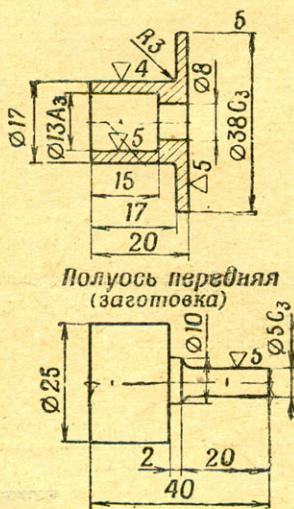 б
R3
▽4
Ø8
Ø17
Ø13А₃
▽5
▽5
Ø38С₃
15
17
20
Полуось передняя
(заготовка)
Ø10
Ø5С₃
▽5
Ø25
2
20
40